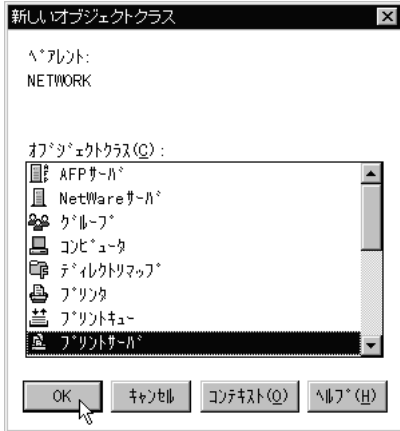 新しいオブジェクトクラス
ﾍﾟｱﾚﾝﾄ:
NETWORK
ｵﾌﾞｼﾞｪｸﾄｸﾗｽ(C):
AFPｻｰﾊﾞ
NetWareｻｰﾊﾞ
ｸﾞﾙｰﾌﾟ
ｺﾝﾋﾟｭｰﾀ
ﾃﾞｨﾚｸﾄﾘﾏｯﾌﾟ
ﾌﾟﾘﾝﾀ
ﾌﾟﾘﾝﾄｷｭｰ
ﾌﾟﾘﾝﾄｻｰﾊﾞ
OK ｷｬﾝｾﾙ ｺﾝﾃｷｽﾄ(O) ﾍﾙﾌﾟ(H)